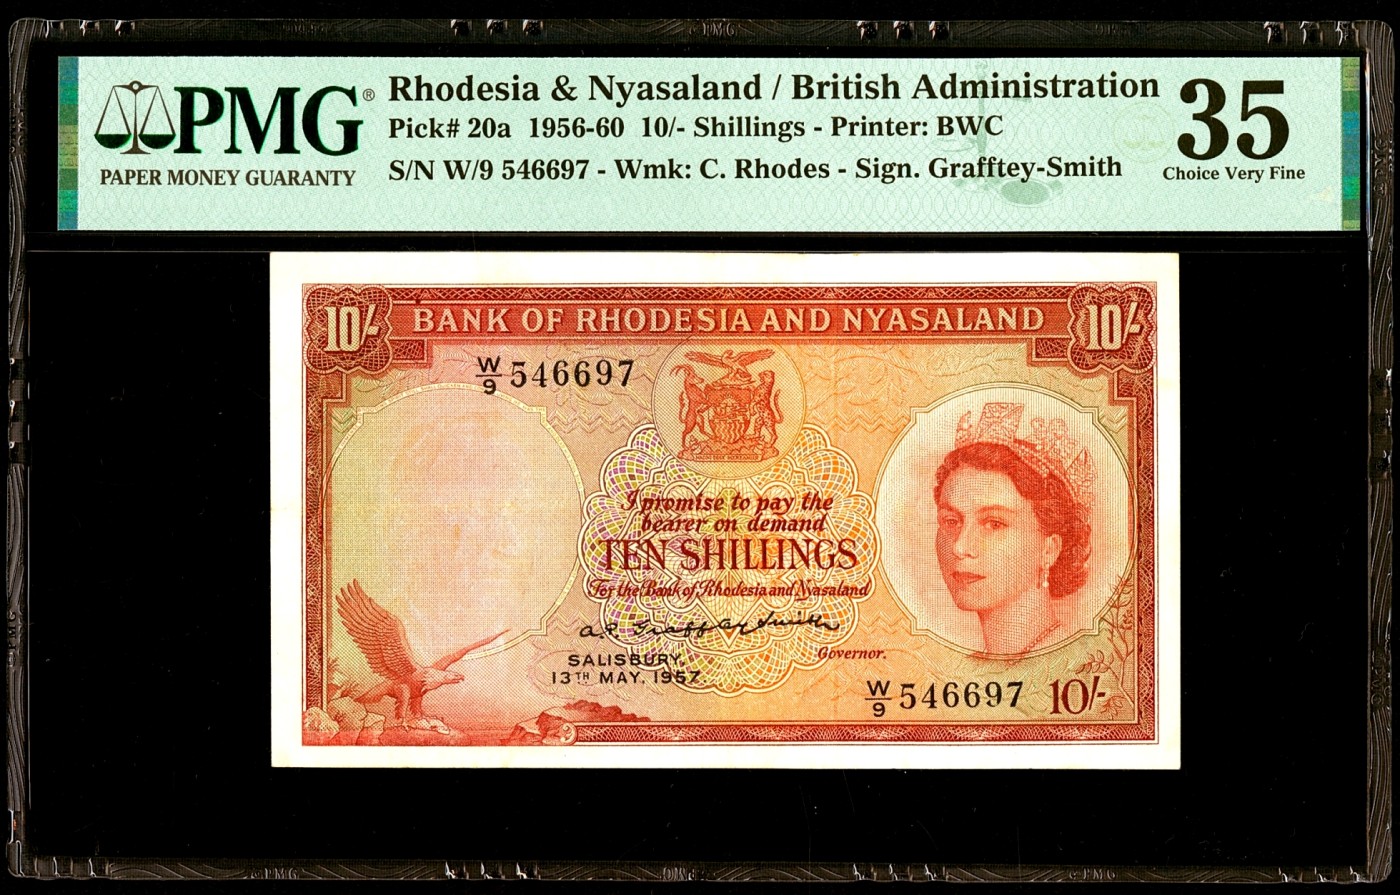 PMG®
PAPER MONEY GUARANTY
Rhodesia & Nyasaland / British Administration
Pick# 20a 1956-60 10/- Shillings - Printer: BWC
S/N W/9 546697 - Wmk: C. Rhodes - Sign. Grafftey-Smith
35
Choice Very Fine
10/- BANK OF RHODESIA AND NYASALAND 10/-
W/9 546697
I promise to pay the
bearer on demand
TEN SHILLINGS
For the Bank of Rhodesia and Nyasaland
A.P. Grafftey Smith
Governor.
SALISBURY,
13TH MAY, 1957.
W/9 546697 10/-